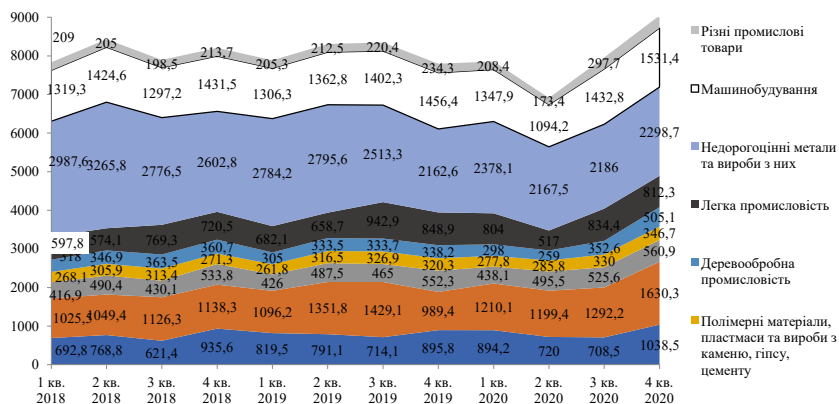 9000
8000
7000
6000
5000
4000
3000
2000
1000
0
209 205 198,5 213,7 205,3 212,5 220,4 234,3 208,4 173,4 297,7
1319,3 1424,6 1297,2 1431,5 1306,3 1362,8 1402,3 1456,4 1347,9 1094,2 1432,8 1531,4
2987,6 3265,8 2776,5 2602,8 2784,2 2795,6 2513,3 2162,6 2378,1 2167,5 2186 2298,7
597,8 574,1 769,3 720,5 682,1 658,7 942,9 848,9 804 517 834,4 812,3
318 346,9 363,5 360,7 305 333,5 333,7 338,2 298 259 352,6 505,1
268,1 305,9 313,4 271,3 261,8 316,5 326,9 320,3 277,8 285,8 330 346,7
416,9 490,4 430,1 533,8 426 487,5 465 552,3 438,1 495,5 525,6 560,9
1025,5 1049,4 1126,3 1138,3 1096,2 1351,8 1429,1 989,4 1210,1 1199,4 1292,2 1630,3
692,8 768,8 621,4 935,6 819,5 791,1 714,1 895,8 894,2 720 708,5 1038,5
1 кв. 2 кв. 3 кв. 4 кв. 1 кв. 2 кв. 3 кв. 4 кв. 1 кв. 2 кв. 3 кв. 4 кв.
2018 2018 2018 2018 2019 2019 2019 2019 2020 2020 2020 2020
Різні промислові
товари
Машинобудування
Недорогоцінні метали
та вироби з них
Легка промисловість
Деревообробна
промисловість
Полімерні матеріали,
пластмаси та вироби з
каменю, гіпсу,
цементу